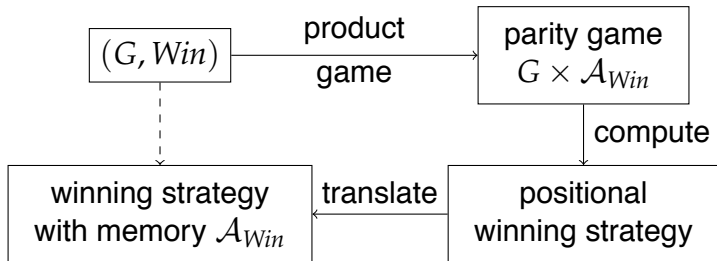 (G, Win)
product
game
parity game
G × 𝒜_Win
compute
winning strategy
with memory 𝒜_Win
translate
positional
winning strategy